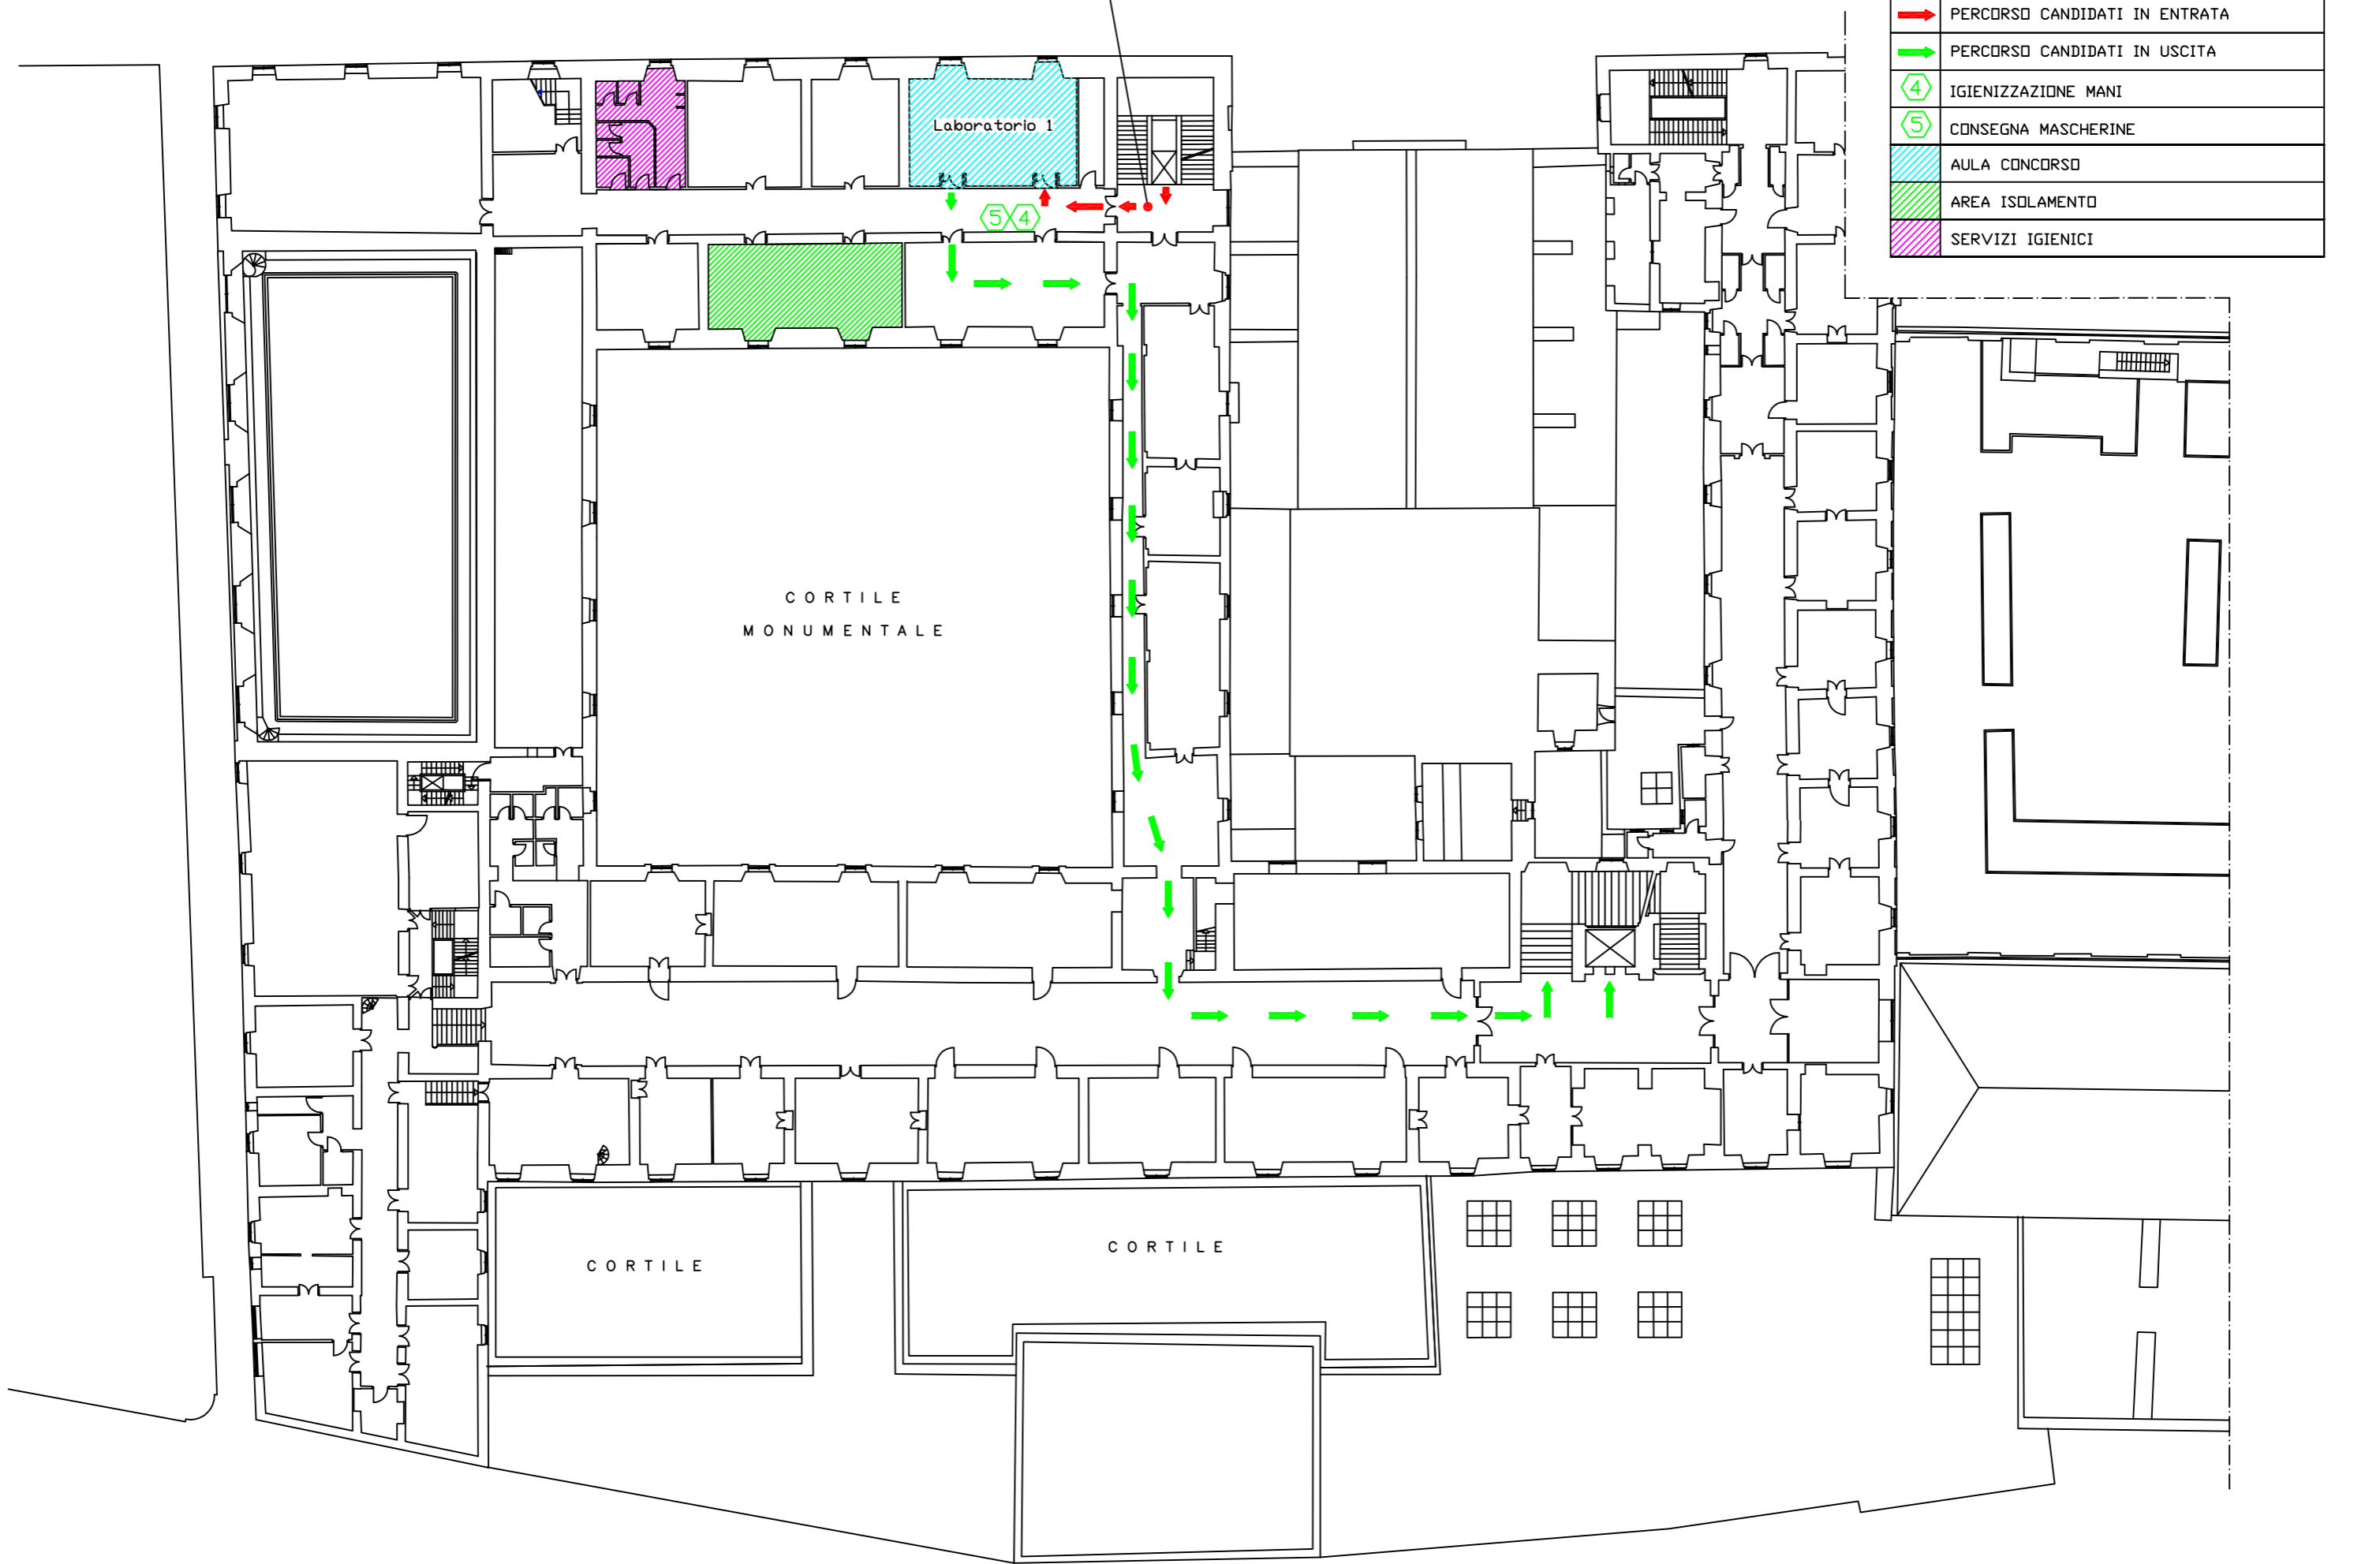 PERCORSO CANDIDATI IN ENTRATA
PERCORSO CANDIDATI IN USCITA
4 IGIENIZZAZIONE MANI
5 CONSEGNA MASCHERINE
AULA CONCORSO
AREA ISOLAMENTO
SERVIZI IGIENICI
Laboratorio 1
5 4
CORTILE
MONUMENTALE
CORTILE
CORTILE